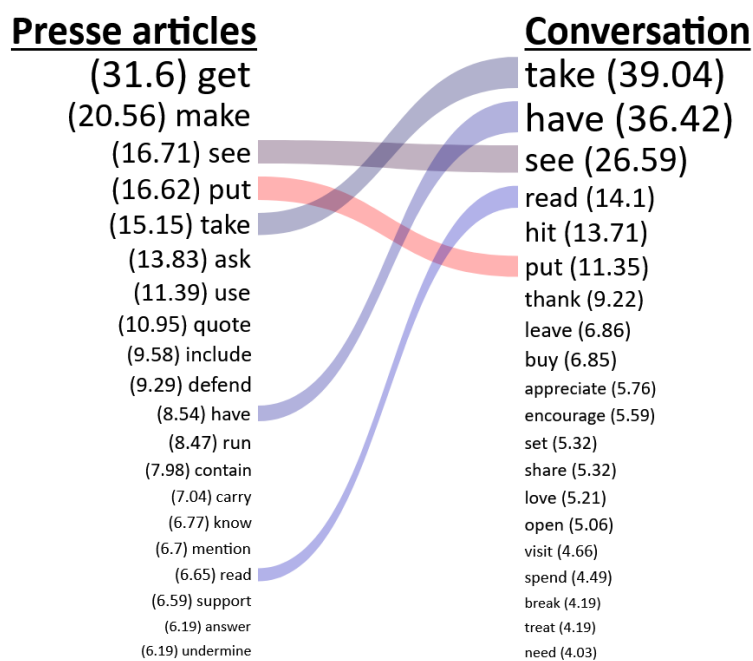 Presse articles
(31.6) get
(20.56) make
(16.71) see
(16.62) put
(15.15) take
(13.83) ask
(11.39) use
(10.95) quote
(9.58) include
(9.29) defend
(8.54) have
(8.47) run
(7.98) contain
(7.04) carry
(6.77) know
(6.7) mention
(6.65) read
(6.59) support
(6.19) answer
(6.19) undermine
Conversation
take (39.04)
have (36.42)
see (26.59)
read (14.1)
hit (13.71)
put (11.35)
thank (9.22)
leave (6.86)
buy (6.85)
appreciate (5.76)
encourage (5.59)
set (5.32)
share (5.32)
love (5.21)
open (5.06)
visit (4.66)
spend (4.49)
break (4.19)
treat (4.19)
need (4.03)